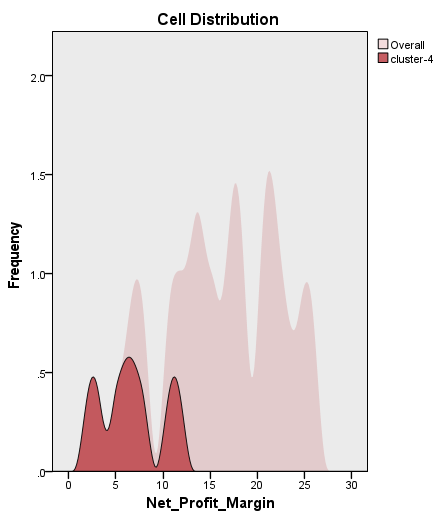 Cell Distribution
Overall
cluster-4
2.0
1.5
1.0
.5
.0
Frequency
0 5 10 15 20 25 30
Net_Profit_Margin